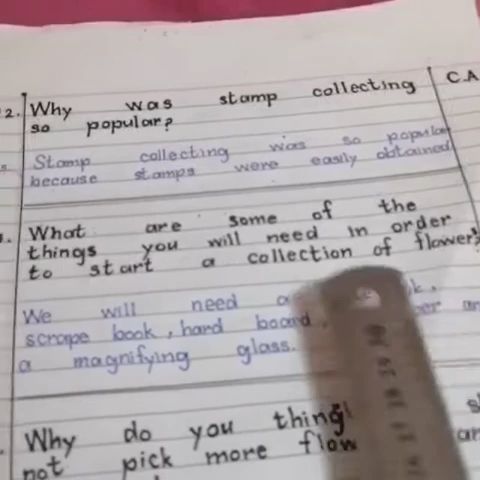 2. Why was stamp collecting C.A
so popular?
Stamp collecting was so popular
because stamps were easily obtained
What are some of the
things you will need in order
to start a collection of flowers
We will need a
scrape book, hard board,
a magnifying glass.
Why do you thing
not pick more flow